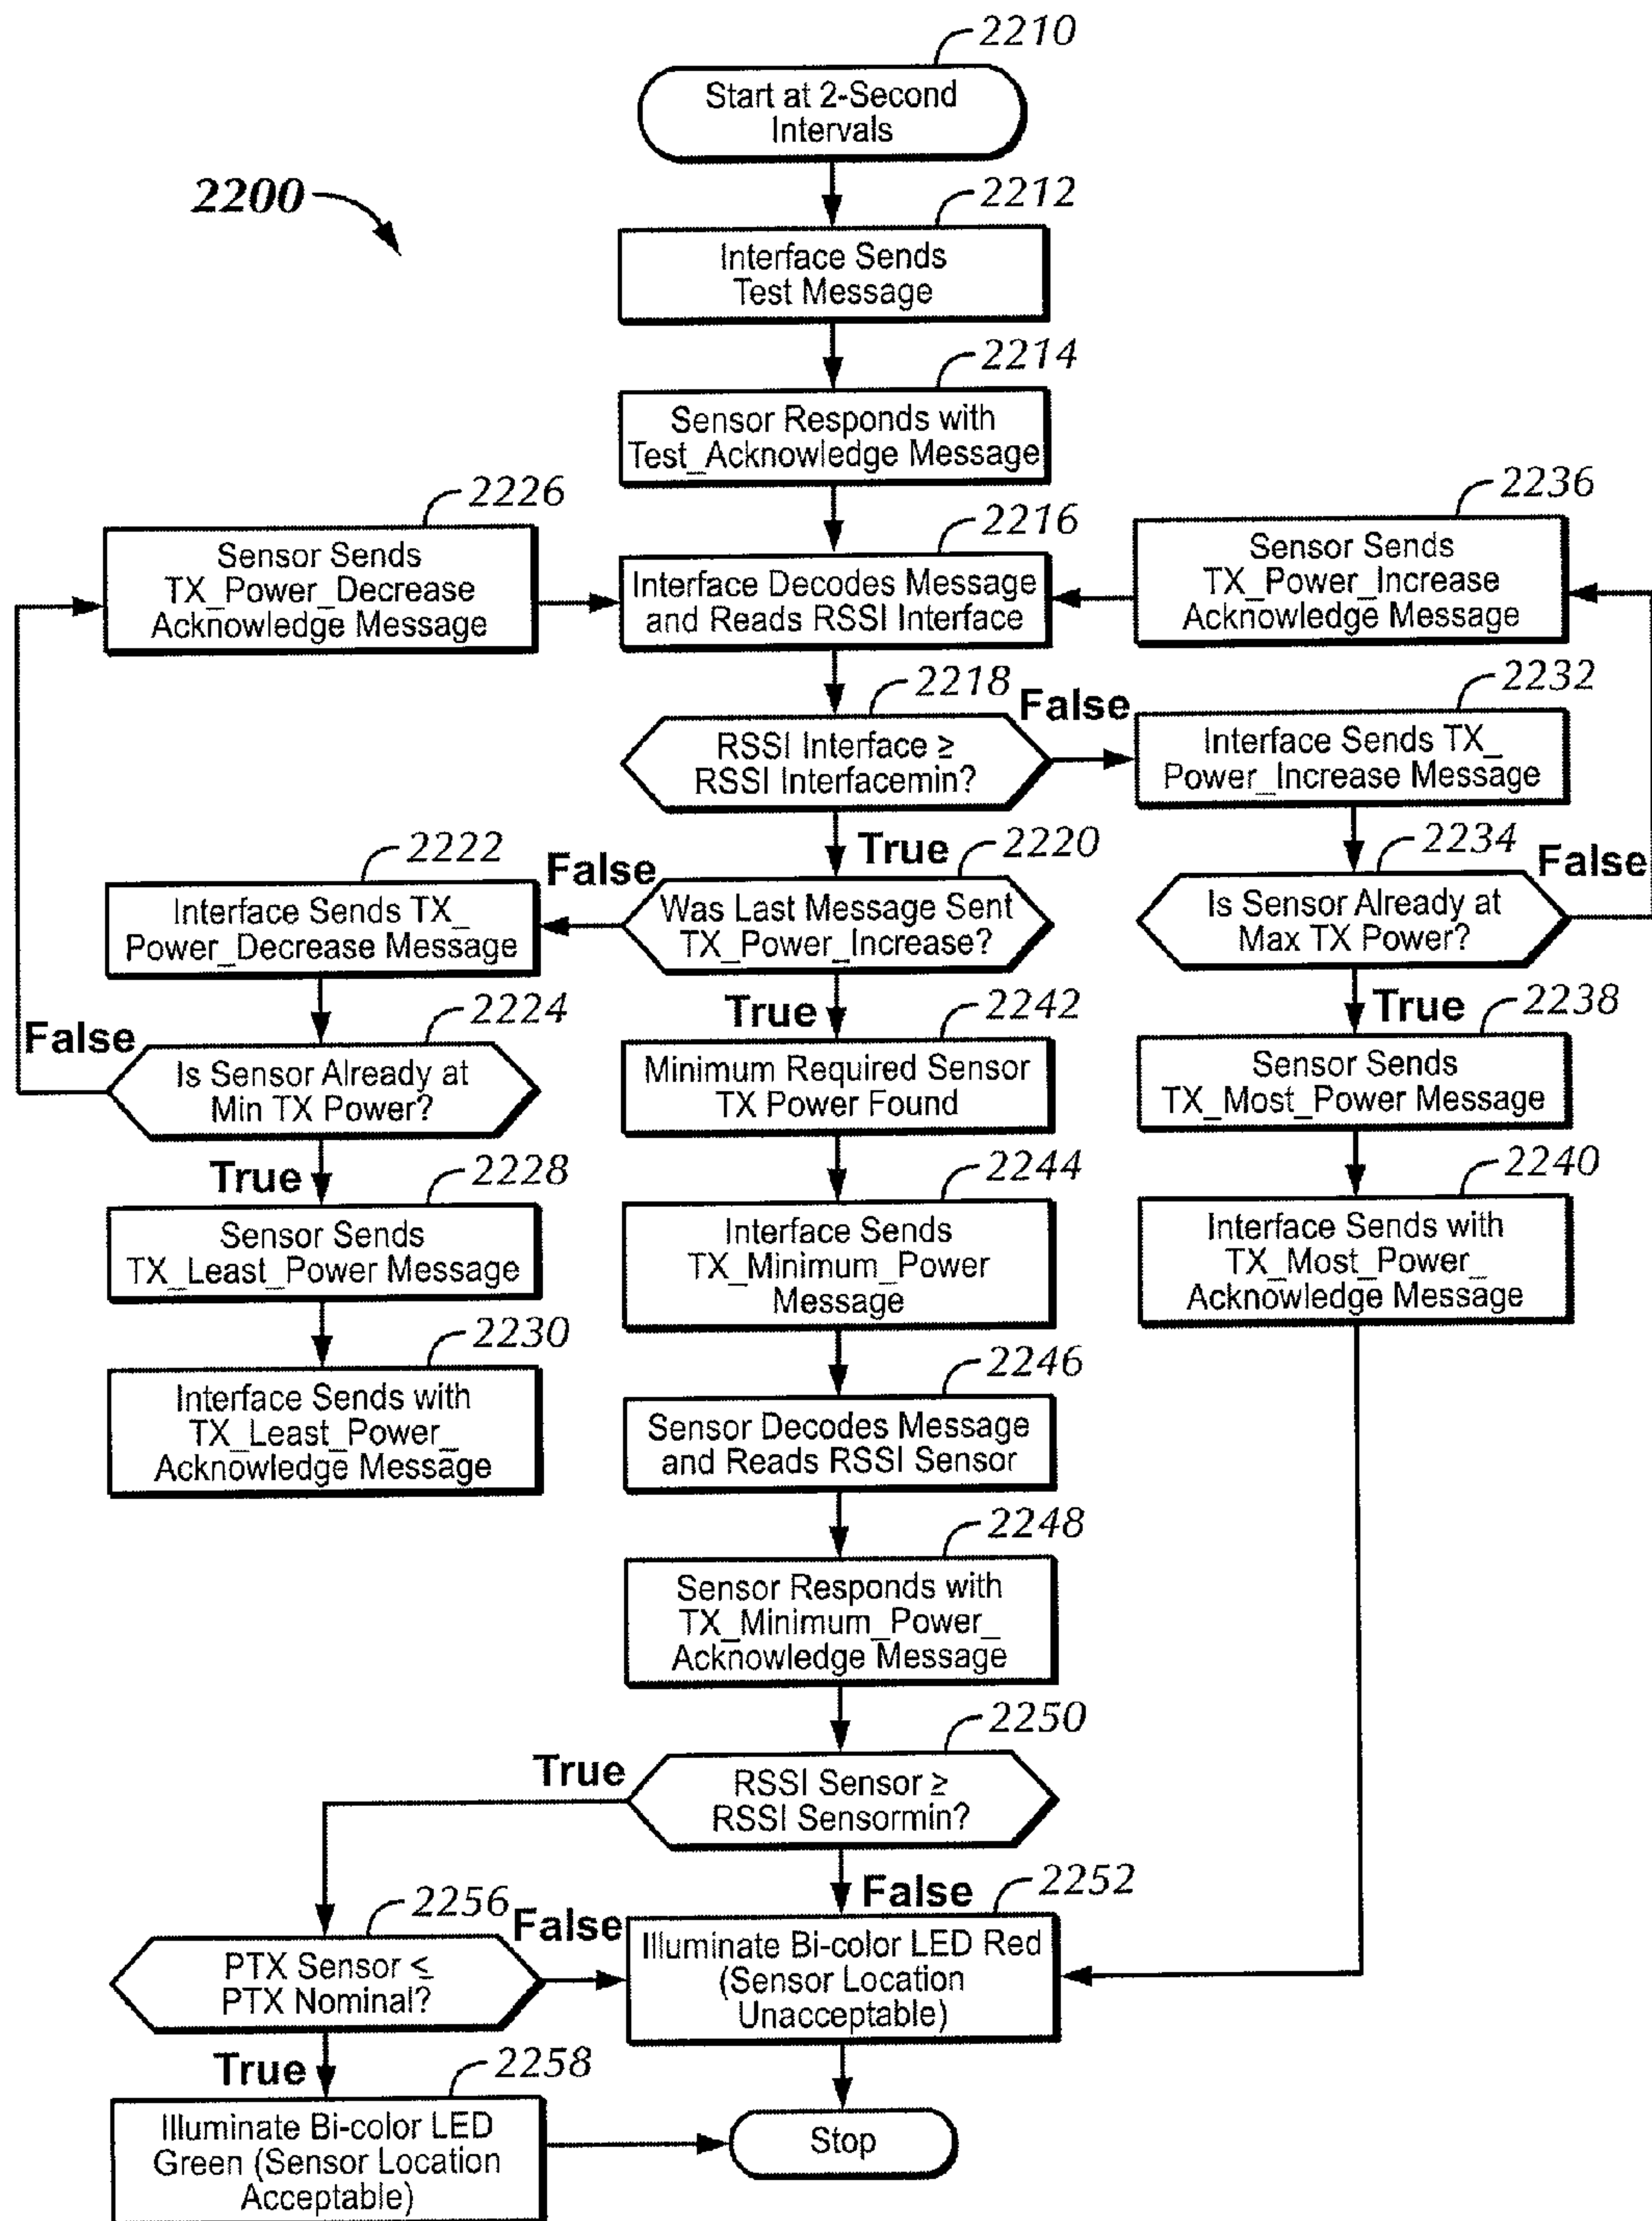 2210
Start at 2-Second
Intervals
2200
2212
Interface Sends
Test Message
2214
Sensor Responds with
Test_Acknowledge Message
2226
Sensor Sends
TX_Power_Decrease
Acknowledge Message
2216
Interface Decodes Message
and Reads RSSI Interface
2236
Sensor Sends
TX_Power_Increase
Acknowledge Message
2218
RSSI Interface ≥
RSSI Interfacemin?
False
2232
Interface Sends TX_
Power_Increase Message
True
2222
Interface Sends TX_
Power_Decrease Message
False
2220
Was Last Message Sent
TX_Power_Increase?
2234
Is Sensor Already at
Max TX Power?
False
2224
Is Sensor Already at
Min TX Power?
False
True
2242
Minimum Required Sensor
TX Power Found
True
2238
Sensor Sends
TX_Most_Power Message
True
2228
Sensor Sends
TX_Least_Power Message
2244
Interface Sends
TX_Minimum_Power
Message
2240
Interface Sends with
TX_Most_Power_
Acknowledge Message
2230
Interface Sends with
TX_Least_Power_
Acknowledge Message
2246
Sensor Decodes Message
and Reads RSSI Sensor
2248
Sensor Responds with
TX_Minimum_Power_
Acknowledge Message
2250
RSSI Sensor ≥
RSSI Sensormin?
True
False
2256
PTX Sensor ≤
PTX Nominal?
False
2252
Illuminate Bi-color LED Red
(Sensor Location
Unacceptable)
True
2258
Illuminate Bi-color LED
Green (Sensor Location
Acceptable)
Stop